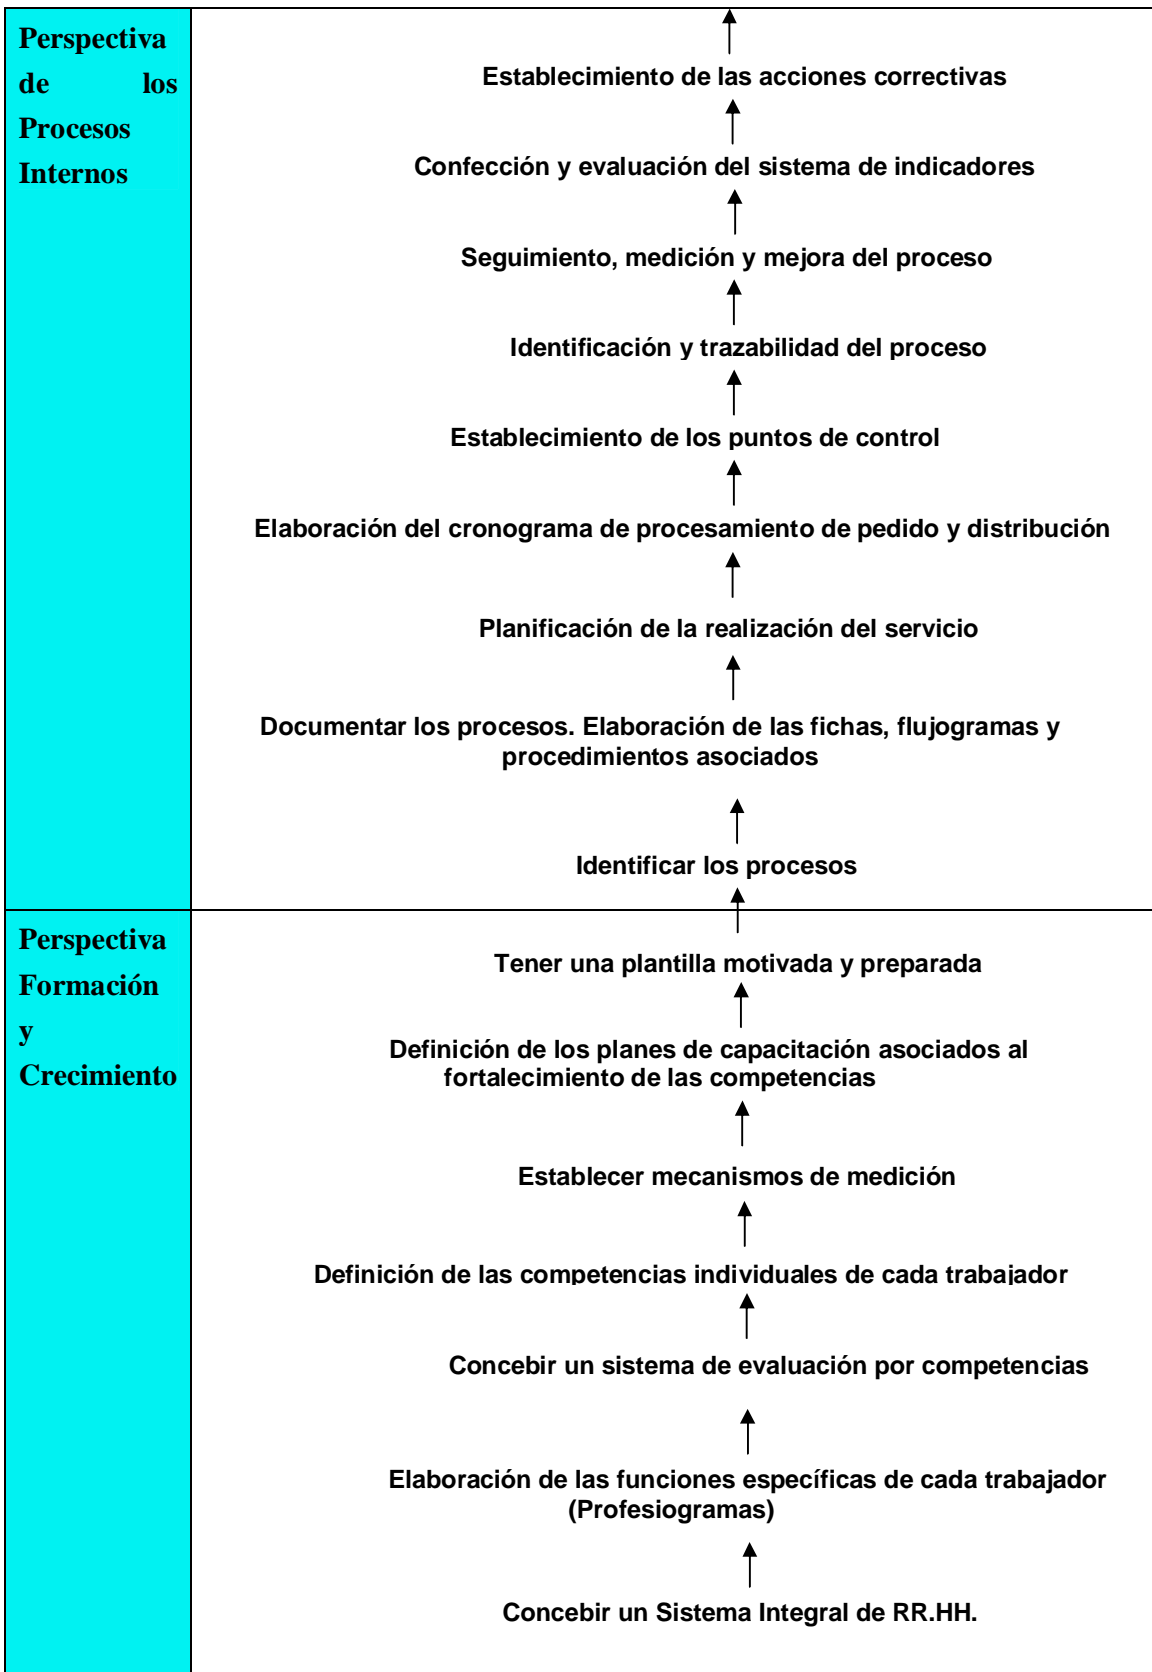 Perspectiva
de los
Procesos
Internos
Establecimiento de las acciones correctivas
Confección y evaluación del sistema de indicadores
Seguimiento, medición y mejora del proceso
Identificación y trazabilidad del proceso
Establecimiento de los puntos de control
Elaboración del cronograma de procesamiento de pedido y distribución
Planificación de la realización del servicio
Documentar los procesos. Elaboración de las fichas, flujogramas y
procedimientos asociados
Identificar los procesos
Perspectiva
Formación
y
Crecimiento
Tener una plantilla motivada y preparada
Definición de los planes de capacitación asociados al
fortalecimiento de las competencias
Establecer mecanismos de medición
Definición de las competencias individuales de cada trabajador
Concebir un sistema de evaluación por competencias
Elaboración de las funciones específicas de cada trabajador
(Profesiogramas)
Concebir un Sistema Integral de RR.HH.